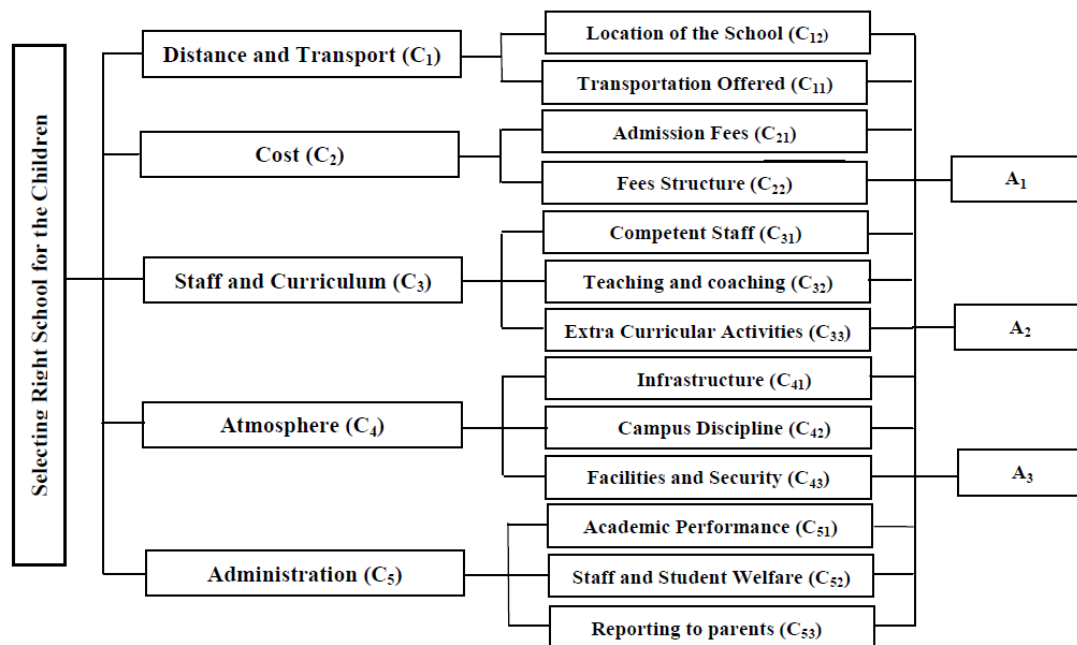 Selecting Right School for the Children
Distance and Transport (C₁)
Location of the School (C₁₂)
Transportation Offered (C₁₁)
Cost (C₂)
Admission Fees (C₂₁)
Fees Structure (C₂₂)
A₁
Staff and Curriculum (C₃)
Competent Staff (C₃₁)
Teaching and coaching (C₃₂)
Extra Curricular Activities (C₃₃)
A₂
Atmosphere (C₄)
Infrastructure (C₄₁)
Campus Discipline (C₄₂)
Facilities and Security (C₄₃)
A₃
Administration (C₅)
Academic Performance (C₅₁)
Staff and Student Welfare (C₅₂)
Reporting to parents (C₅₃)